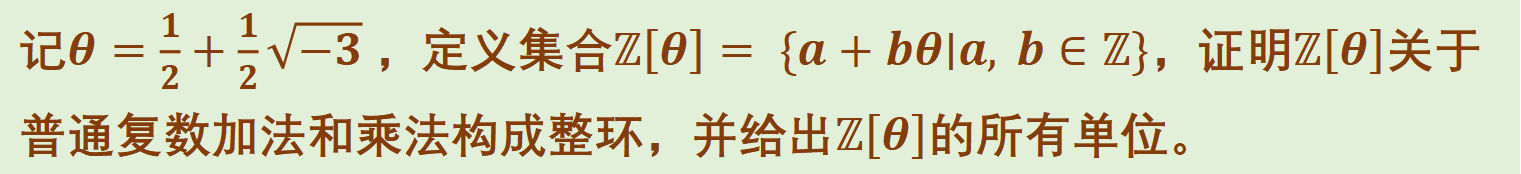 记θ = 1/2 + 1/2 √−3 ，定义集合ℤ[θ] = {a + bθ|a, b ∈ ℤ}，证明ℤ[θ]关于
普通复数加法和乘法构成整环，并给出ℤ[θ]的所有单位。